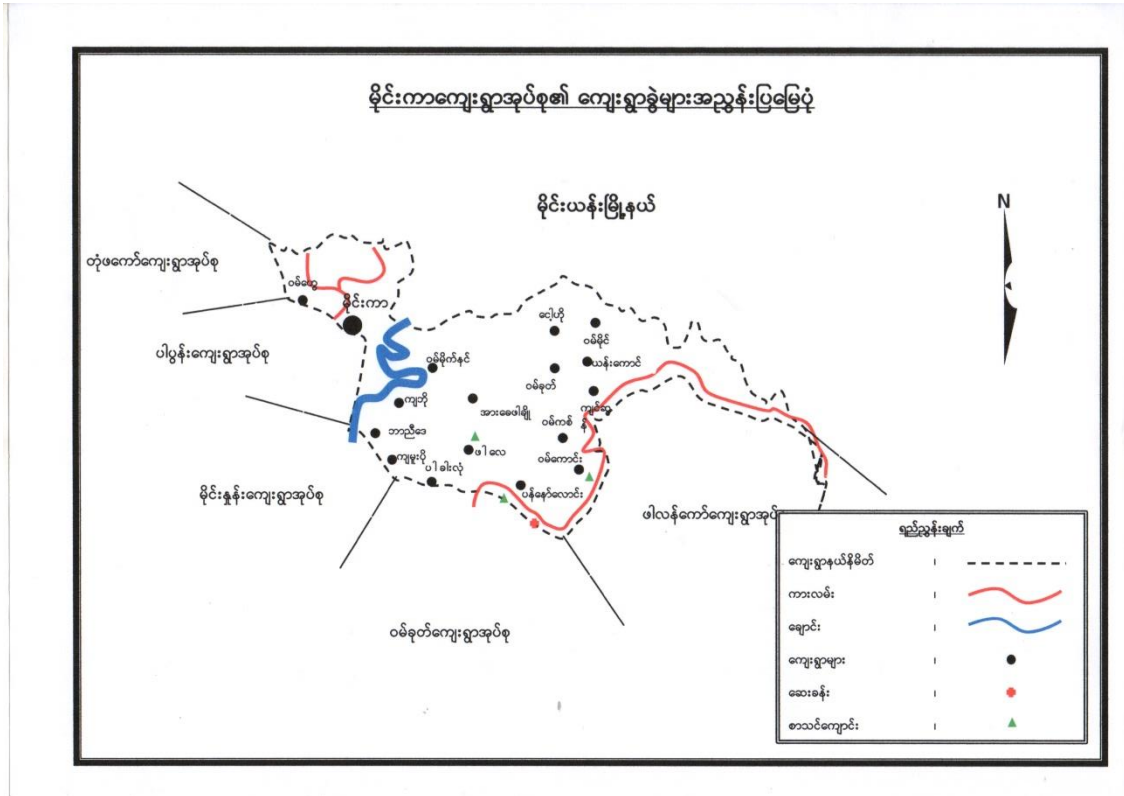 မိုင်းကာကျေးရွာအုပ်စု၏ ကျေးရွာခွဲများအညွှန်းပြမြေပုံ
မိုင်းယန်းမြို့နယ်
N
တုံဖကော်ကျေးရွာအုပ်စု
ဝမ်တွေ
မိုင်းကာ
ပါပွန်းကျေးရွာအုပ်စု
ငေါ့ဟို
ဝမ်မိုင်
ယန်းကောင်
ဝမ်မိုက်နင်
ဝမ်ခုတ်
ကျဘို
အားခေဖါချို
ဝမ်ကစ်
ဘာညီဒေ
ကျမူးပို
ပါခါးလုံ
ဖါလေ
ဝမ်ကောင်း
ပန်နော်လောင်း
မိုင်းနွန်းကျေးရွာအုပ်စု
ဖါလန်ကော်ကျေးရွာအုပ်
ဝမ်ခုတ်ကျေးရွာအုပ်စု
ရည်ညွှန်းချက်
ကျေးရွာနယ်နိမိတ် ၊
ကားလမ်း ၊
ချောင်း ၊
ကျေးရွာများ ၊
ဆေးခန်း ၊
စာသင်ကျောင်း ၊